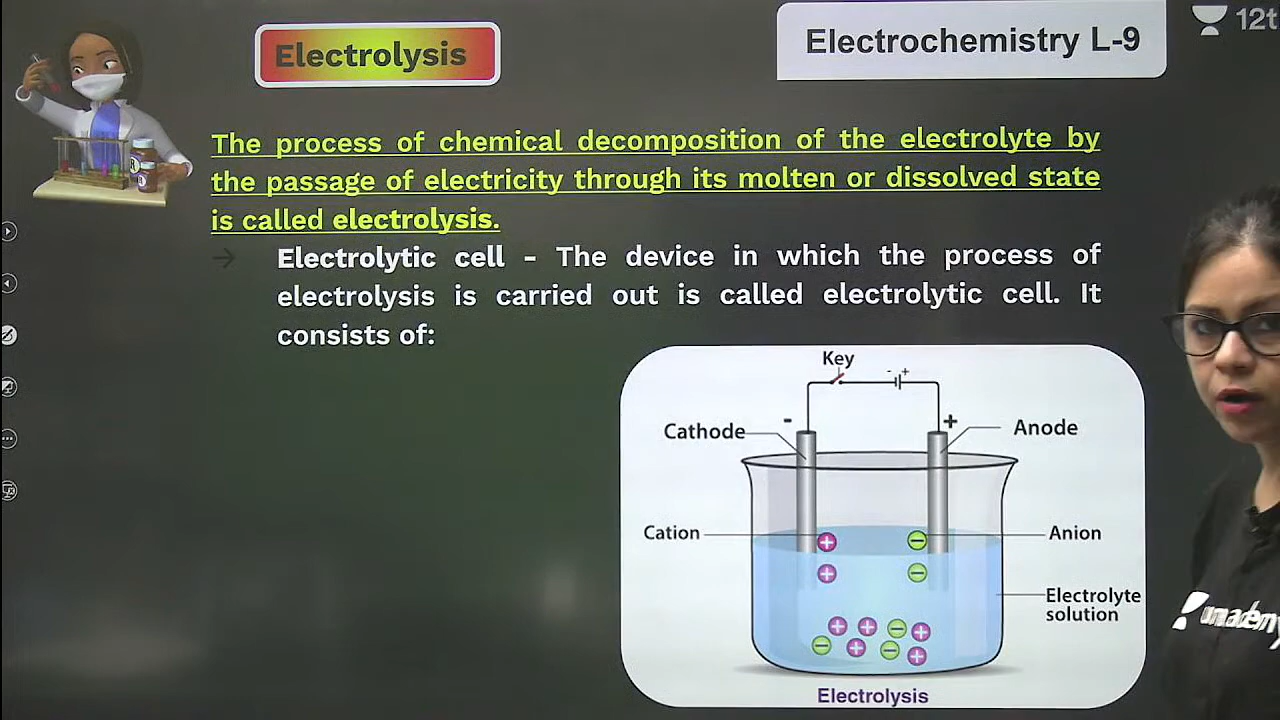 Electrolysis
Electrochemistry L-9
12t
The process of chemical decomposition of the electrolyte by
the passage of electricity through its molten or dissolved state
is called electrolysis.
→ Electrolytic cell - The device in which the process of
electrolysis is carried out is called electrolytic cell. It
consists of:
Key
- +
- +
Cathode
Anode
Cation
Anion
Electrolyte
solution
Electrolysis
unacademy